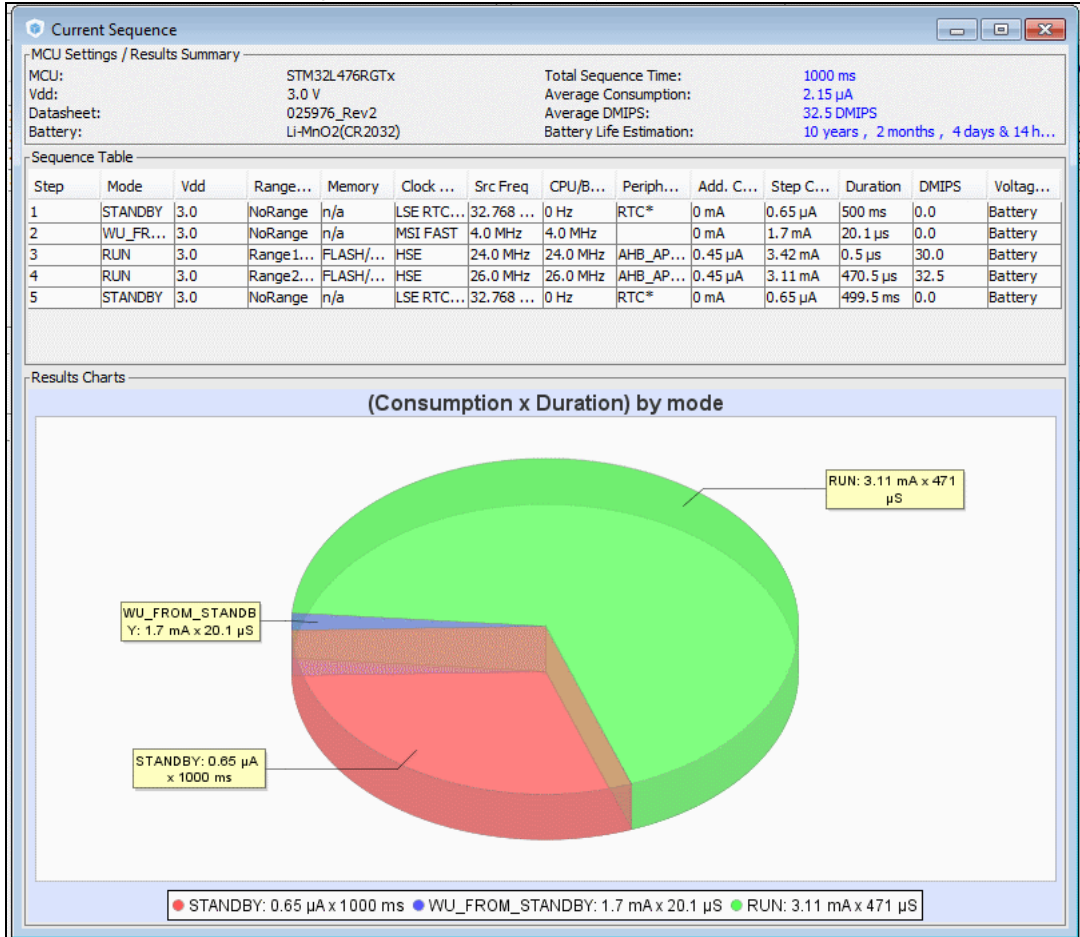 Current Sequence
MCU Settings / Results Summary
MCU: STM32L476RGTx Total Sequence Time: 1000 ms
Vdd: 3.0 V Average Consumption: 2.15 µA
Datasheet: 025976_Rev2 Average DMIPS: 32.5 DMIPS
Battery: Li-MnO2(CR2032) Battery Life Estimation: 10 years , 2 months , 4 days & 14 h...
Sequence Table
Step Mode Vdd Range... Memory Clock ... Src Freq CPU/B... Periph... Add. C... Step C... Duration DMIPS Voltag...
1 STANDBY 3.0 NoRange n/a LSE RTC... 32.768 ... 0 Hz RTC* 0 mA 0.65 µA 500 ms 0.0 Battery
2 WU_FR... 3.0 NoRange n/a MSI FAST 4.0 MHz 4.0 MHz 0 mA 1.7 mA 20.1 µs 0.0 Battery
3 RUN 3.0 Range1... FLASH/... HSE 24.0 MHz 24.0 MHz AHB_AP... 0.45 µA 3.42 mA 0.5 µs 30.0 Battery
4 RUN 3.0 Range2... FLASH/... HSE 26.0 MHz 26.0 MHz AHB_AP... 0.45 µA 3.11 mA 470.5 µs 32.5 Battery
5 STANDBY 3.0 NoRange n/a LSE RTC... 32.768 ... 0 Hz RTC* 0 mA 0.65 µA 499.5 ms 0.0 Battery
Results Charts
(Consumption x Duration) by mode
RUN: 3.11 mA x 471
µS
WU_FROM_STANDB
Y: 1.7 mA x 20.1 µS
STANDBY: 0.65 µA
x 1000 ms
STANDBY: 0.65 µA x 1000 ms WU_FROM_STANDBY: 1.7 mA x 20.1 µS RUN: 3.11 mA x 471 µS